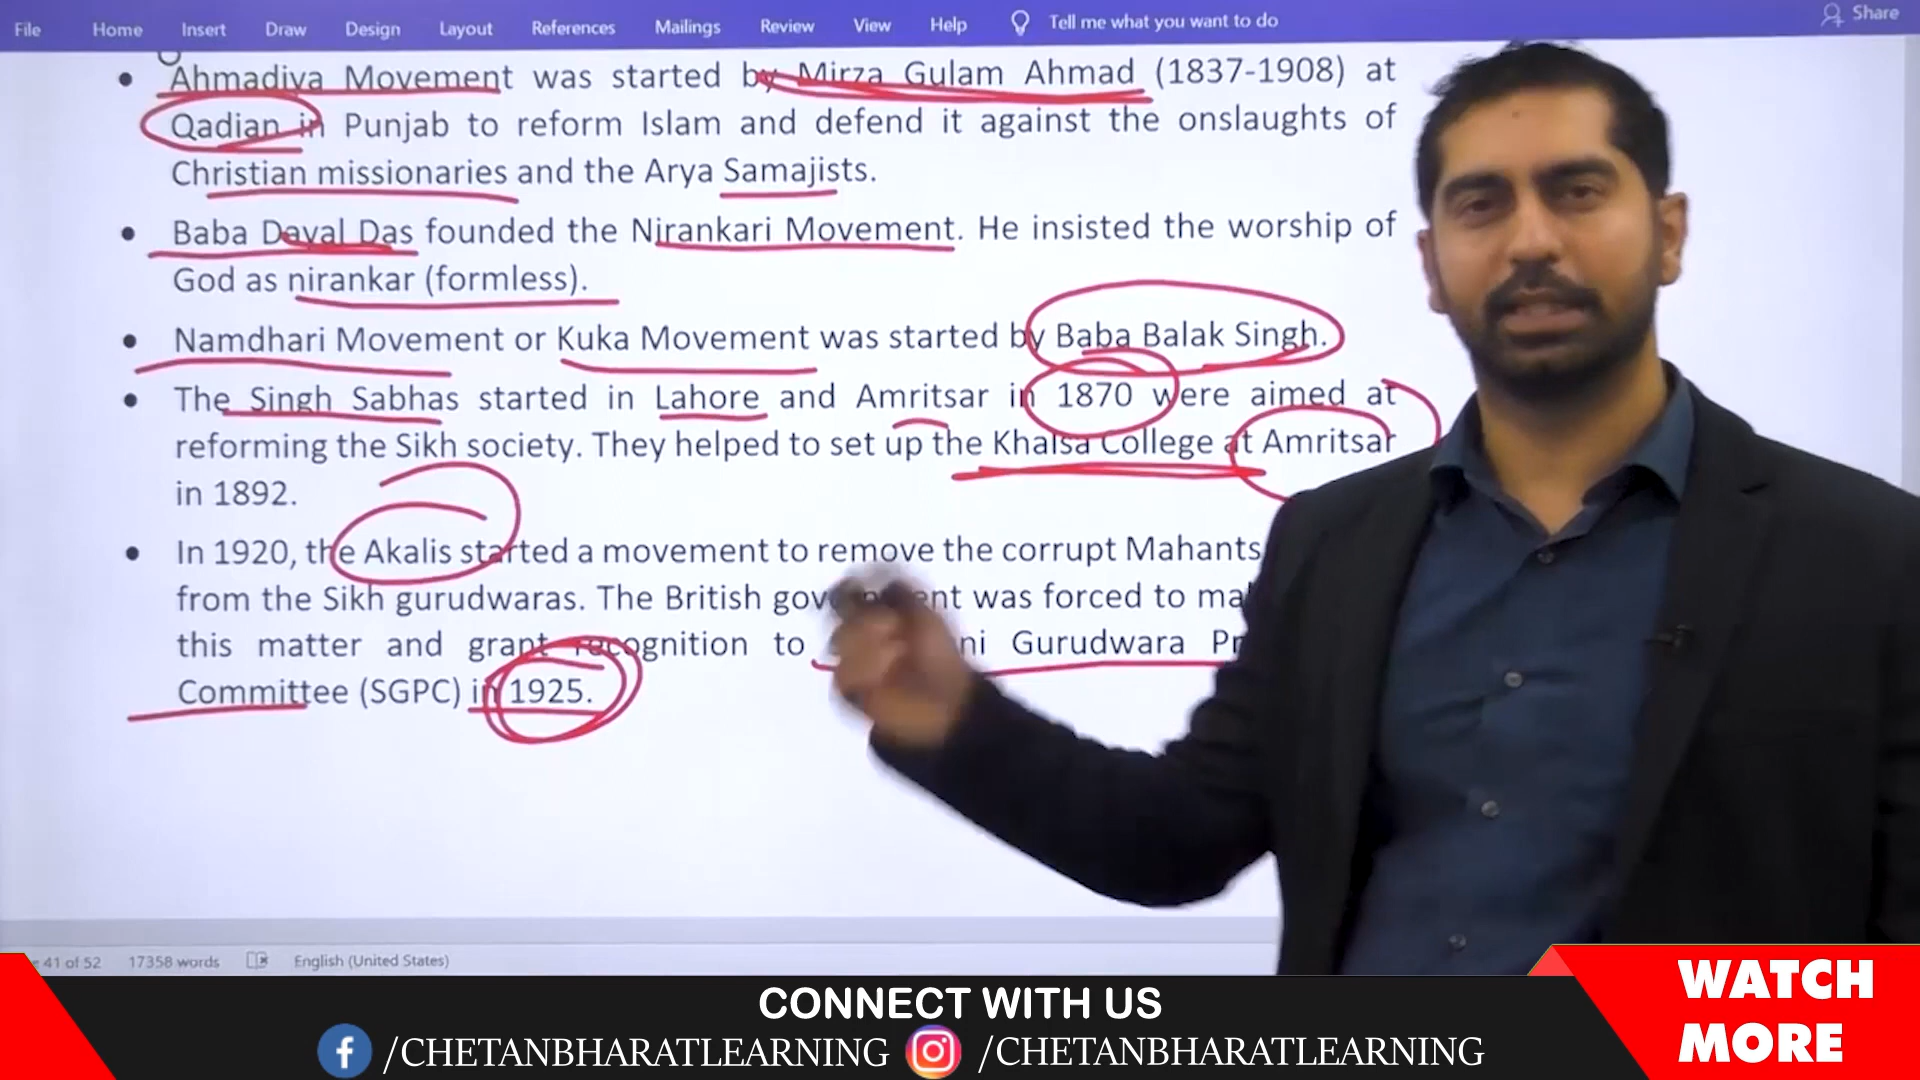 File Home Insert Draw Design Layout References Mailings Review View Help Tell me what you want to do Share
• Ahmadiya Movement was started by Mirza Gulam Ahmad (1837-1908) at
Qadian in Punjab to reform Islam and defend it against the onslaughts of
Christian missionaries and the Arya Samajists.
• Baba Dayal Das founded the Nirankari Movement. He insisted the worship of
God as nirankar (formless).
• Namdhari Movement or Kuka Movement was started by Baba Balak Singh.
• The Singh Sabhas started in Lahore and Amritsar in 1870 were aimed at
reforming the Sikh society. They helped to set up the Khalsa College at Amritsar
in 1892.
• In 1920, the Akalis started a movement to remove the corrupt Mahants
from the Sikh gurudwaras. The British was forced to
this matter and grant recognition to Gurudwara
Committee (SGPC) in 1925.
41 of 52 17358 words English (United States)
CONNECT WITH US
/CHETANBHARATLEARNING /CHETANBHARATLEARNING
WATCH
MORE